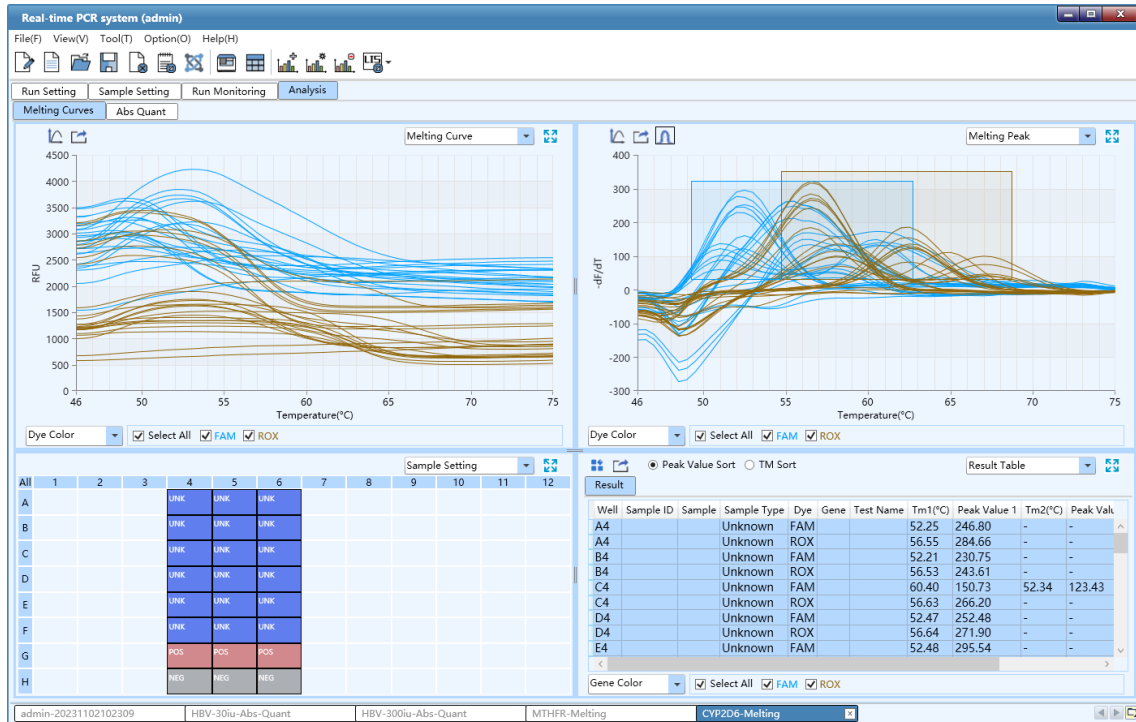 Real-time PCR system (admin)
File(F) View(V) Tool(T) Option(O) Help(H)
LIS
Run Setting Sample Setting Run Monitoring Analysis
Melting Curves Abs Quant
Melting Curve
4500
4000
3500
3000
2500
2000
1500
1000
500
0
RFU
46 50 55 60 65 70 75
Temperature(°C)
Dye Color Select All FAM ROX
Melting Peak
400
300
200
100
0
-100
-200
-300
-dF/dT
46 50 55 60 65 70 75
Temperature(°C)
Dye Color Select All FAM ROX
Sample Setting
All 1 2 3 4 5 6 7 8 9 10 11 12
A UNK UNK UNK
B UNK UNK UNK
C UNK UNK UNK
D UNK UNK UNK
E UNK UNK UNK
F UNK UNK UNK
G POS POS POS
H NEG NEG NEG
Peak Value Sort TM Sort Result Table
Result
Well Sample ID Sample Sample Type Dye Gene Test Name Tm1(°C) Peak Value 1 Tm2(°C) Peak Valu
A4 Unknown FAM 52.25 246.80 - -
A4 Unknown ROX 56.55 284.66 - -
B4 Unknown FAM 52.21 230.75 - -
B4 Unknown ROX 56.53 243.61 - -
C4 Unknown FAM 60.40 150.73 52.34 123.43
C4 Unknown ROX 56.63 266.20 - -
D4 Unknown FAM 52.47 252.48 - -
D4 Unknown ROX 56.64 271.90 - -
E4 Unknown FAM 52.48 295.54 - -
Gene Color Select All FAM ROX
admin-20231102102309 HBV-30iu-Abs-Quant HBV-300iu-Abs-Quant MTHFR-Melting CYP2D6-Melting